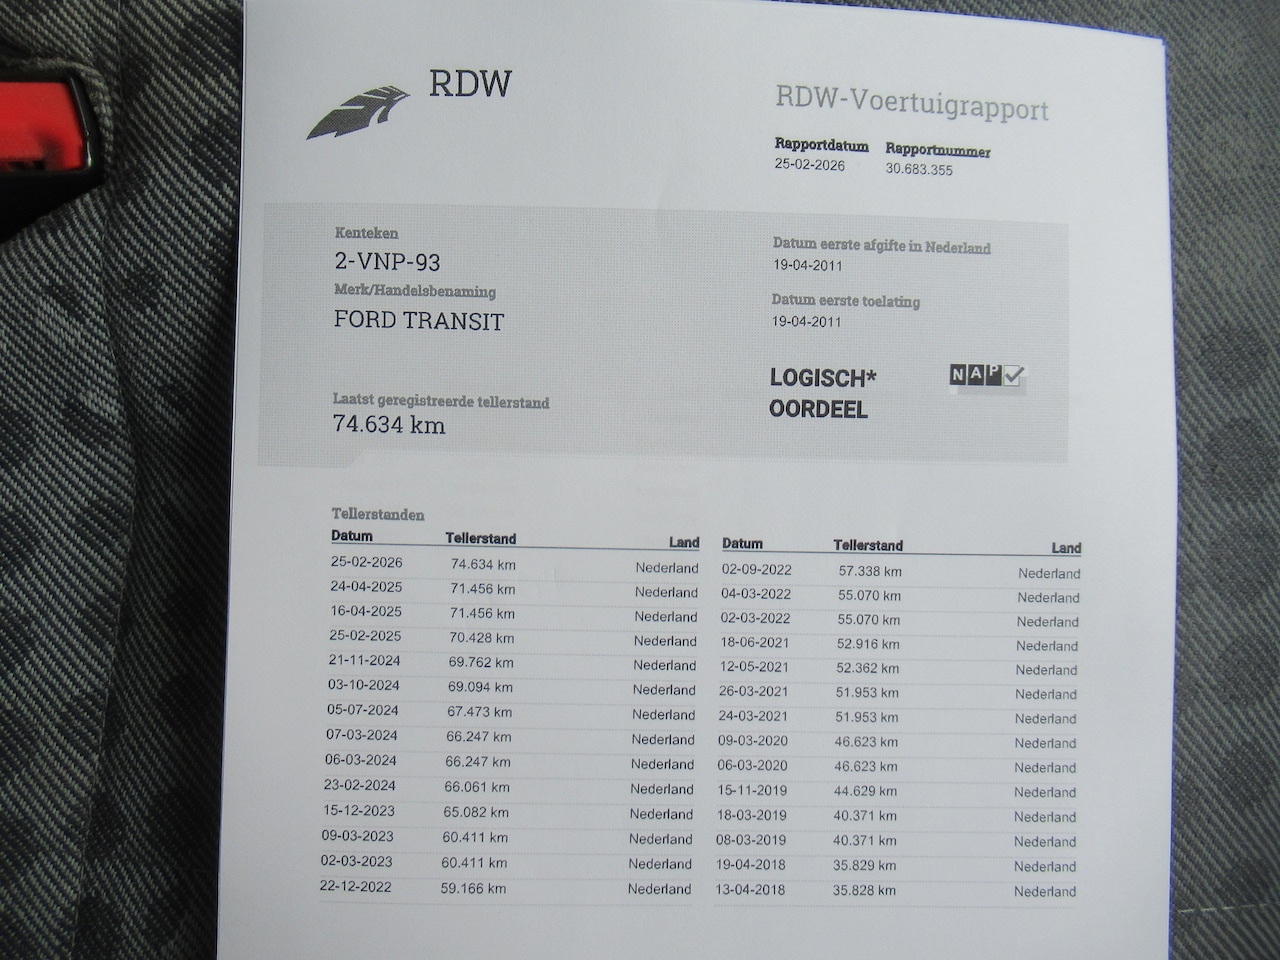 RDW
RDW-Voertuigrapport
Rapportdatum Rapportnummer
25-02-2026 30.683.355
Kenteken
2-VNP-93
Merk/Handelsbenaming
FORD TRANSIT
Laatst geregistreerde tellerstand
74.634 km
Datum eerste afgifte in Nederland
19-04-2011
Datum eerste toelating
19-04-2011
LOGISCH*
OORDEEL
NAP
Tellerstanden
Datum Tellerstand Land
25-02-2026 74.634 km Nederland
24-04-2025 71.456 km Nederland
16-04-2025 71.456 km Nederland
25-02-2025 70.428 km Nederland
21-11-2024 69.762 km Nederland
03-10-2024 69.094 km Nederland
05-07-2024 67.473 km Nederland
07-03-2024 66.247 km Nederland
06-03-2024 66.247 km Nederland
23-02-2024 66.061 km Nederland
15-12-2023 65.082 km Nederland
09-03-2023 60.411 km Nederland
02-03-2023 60.411 km Nederland
22-12-2022 59.166 km Nederland
Datum Tellerstand Land
02-09-2022 57.338 km Nederland
04-03-2022 55.070 km Nederland
02-03-2022 55.070 km Nederland
18-06-2021 52.916 km Nederland
12-05-2021 52.362 km Nederland
26-03-2021 51.953 km Nederland
24-03-2021 51.953 km Nederland
09-03-2020 46.623 km Nederland
06-03-2020 46.623 km Nederland
15-11-2019 44.629 km Nederland
18-03-2019 40.371 km Nederland
08-03-2019 40.371 km Nederland
19-04-2018 35.829 km Nederland
13-04-2018 35.828 km Nederland